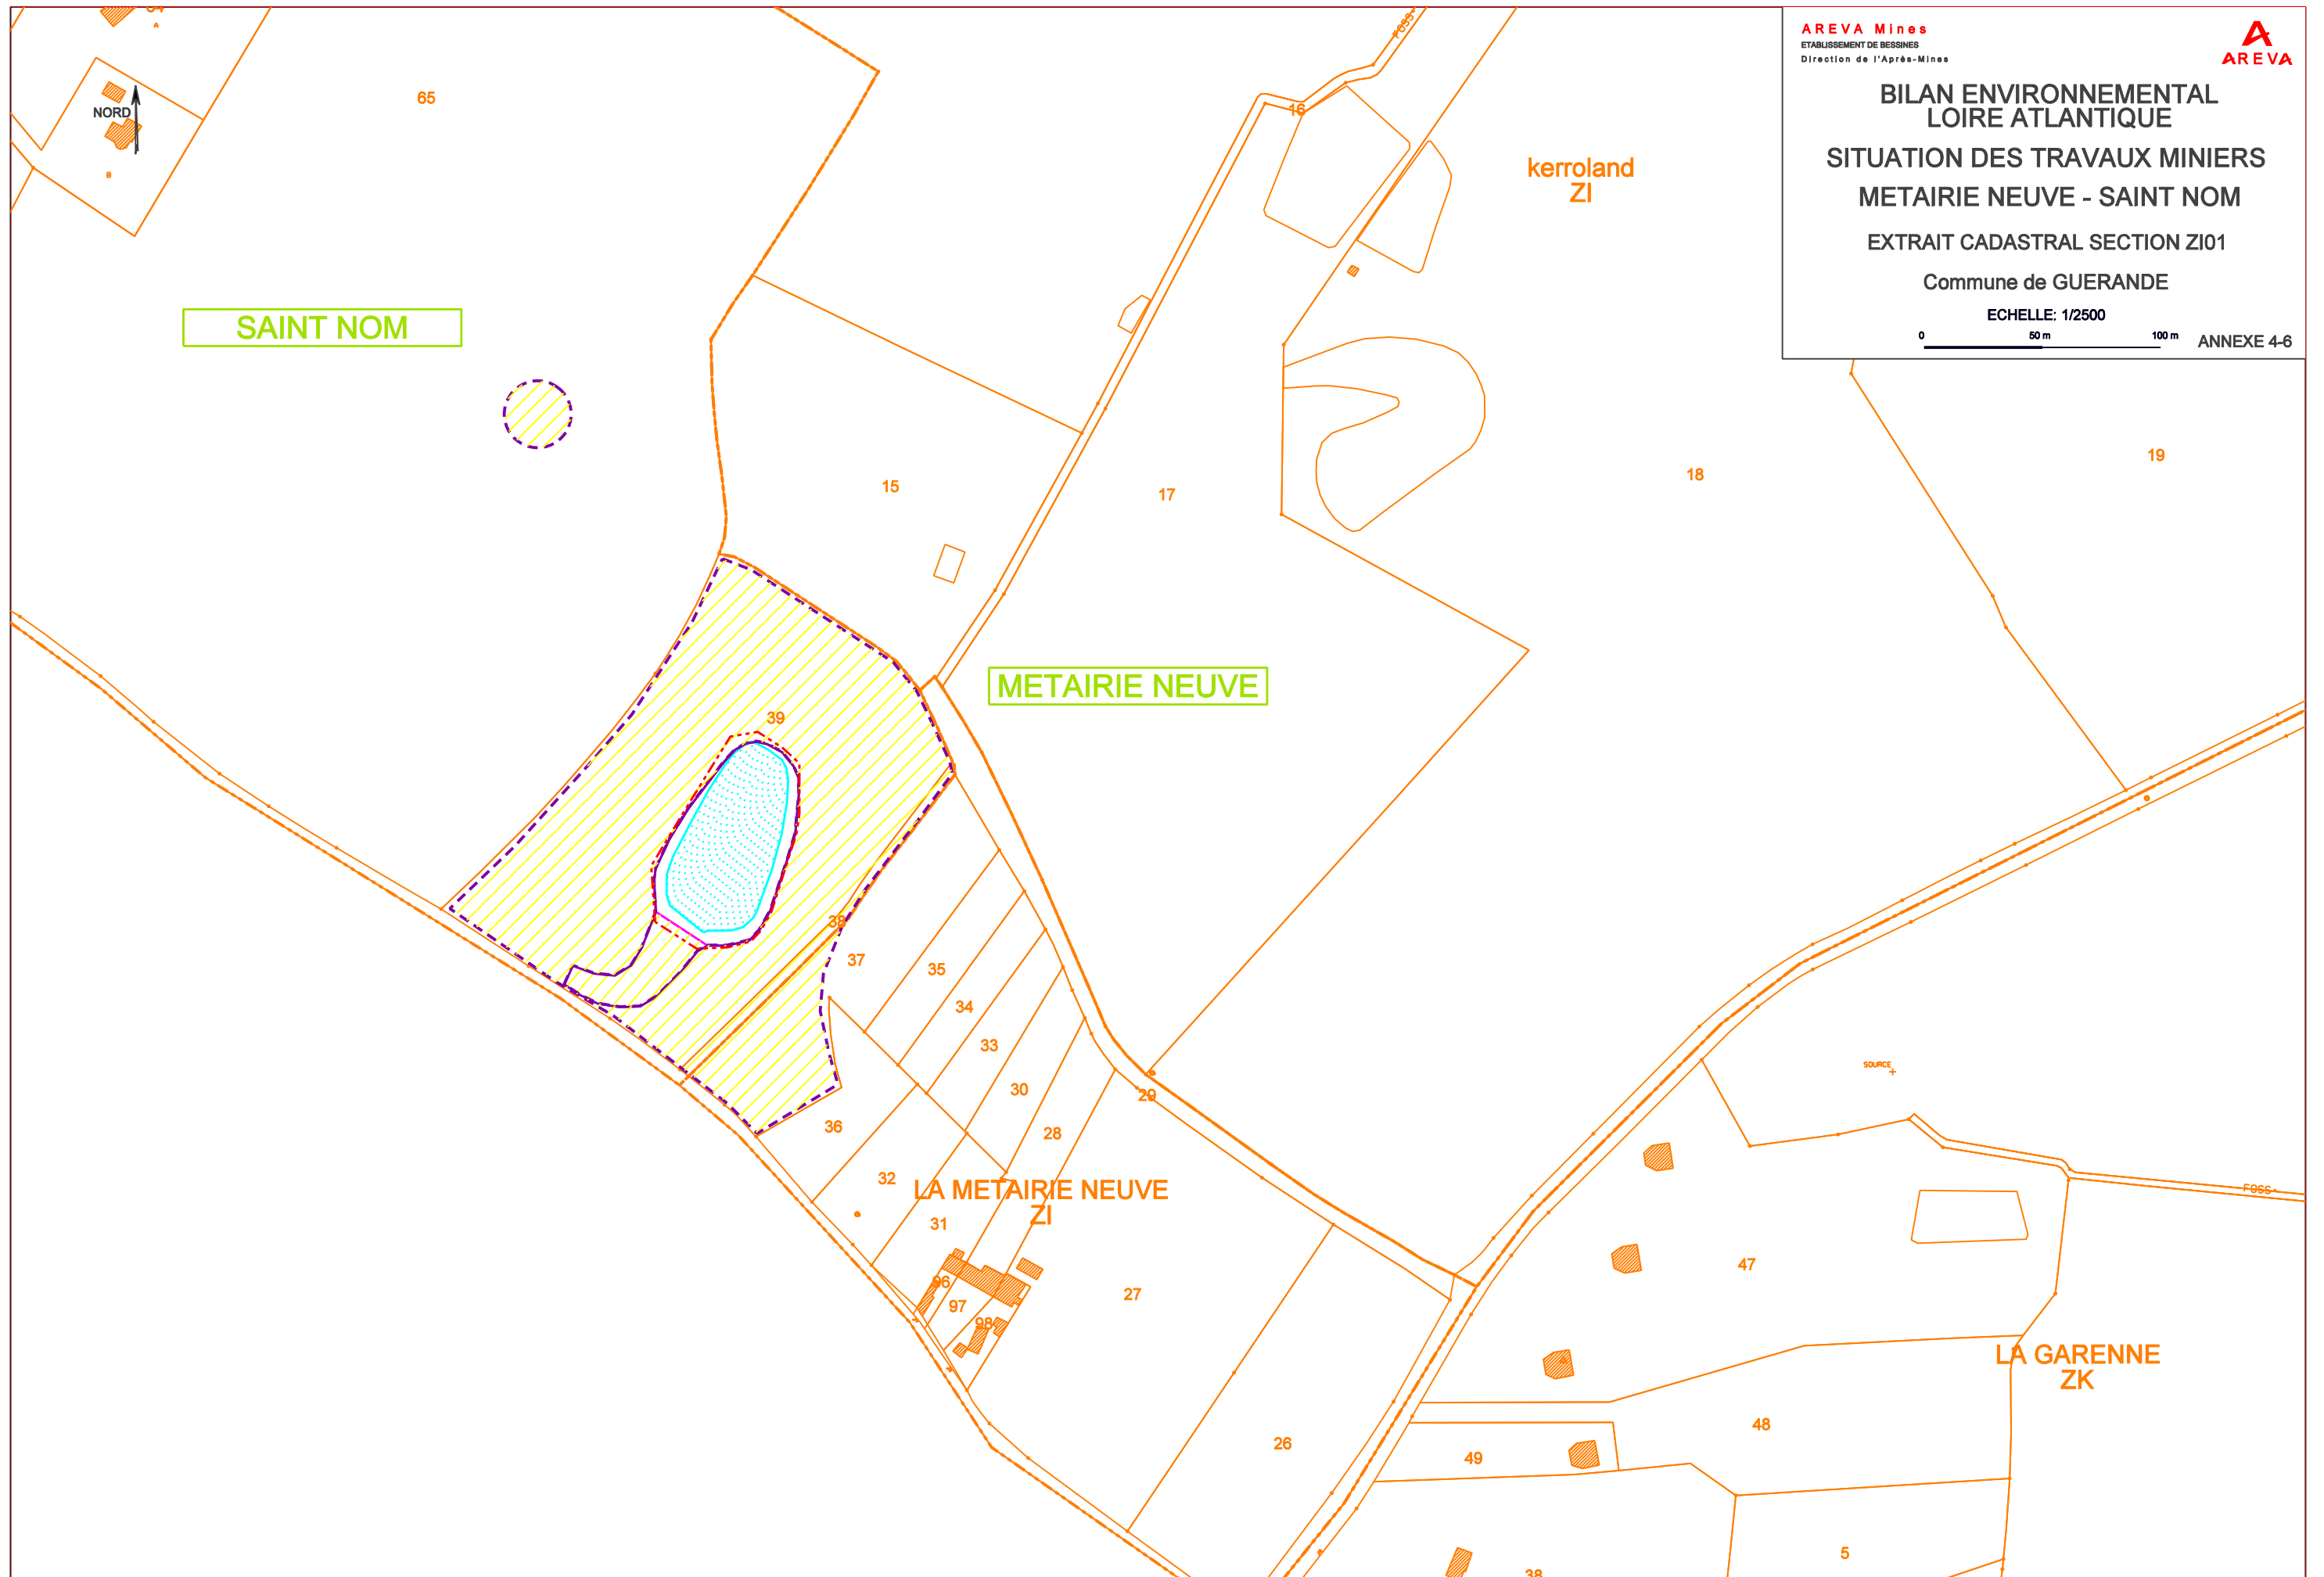 AREVA Mines
ETABLISSEMENT DE BESSINES
Direction de l'Après-Mines
AREVA
BILAN ENVIRONNEMENTAL
LOIRE ATLANTIQUE
SITUATION DES TRAVAUX MINIERS
METAIRIE NEUVE - SAINT NOM
EXTRAIT CADASTRAL SECTION ZI01
Commune de GUERANDE
ECHELLE: 1/2500
0 50 m 100 m
ANNEXE 4-6
NORD
65
16
kerroland
ZI
SAINT NOM
15
17
18
19
METAIRIE NEUVE
39
38
37
35
34
33
30
29
28
36
32
LA METAIRIE NEUVE
ZI
31
96
97
98
27
26
SOURCE
FOSS
47
LA GARENNE
ZK
48
49
5
38